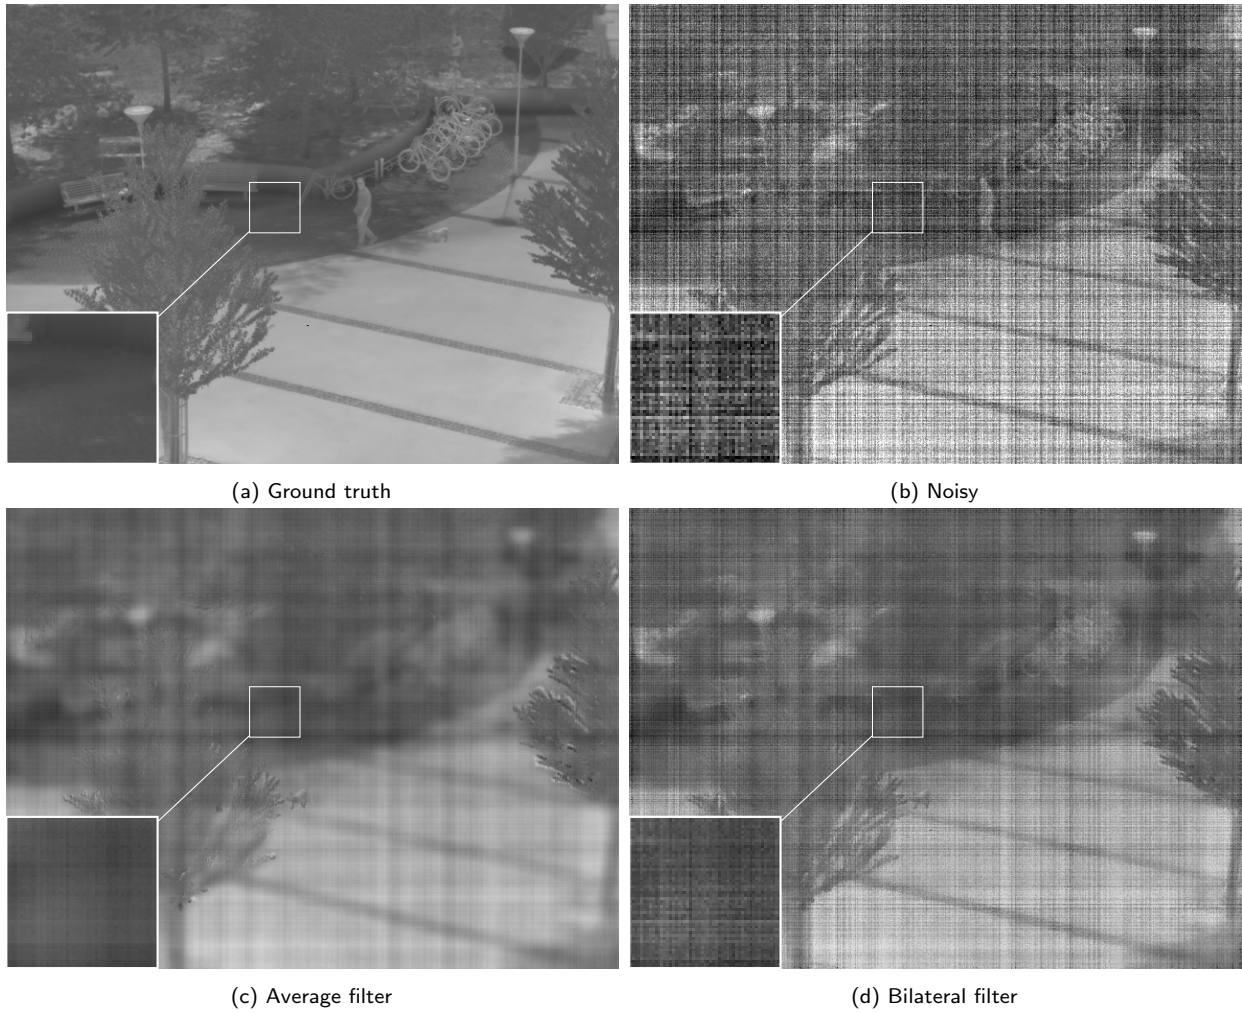 (a) Ground truth
(b) Noisy
(c) Average filter
(d) Bilateral filter